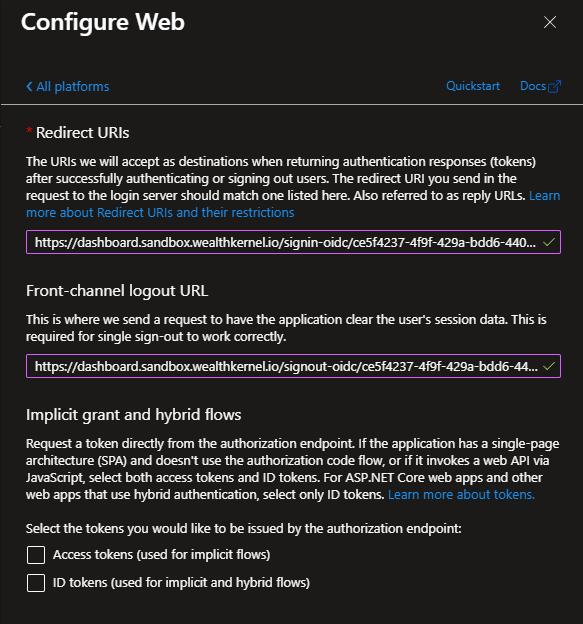 Configure Web
All platforms
Quickstart
Docs
* Redirect URIs
The URIs we will accept as destinations when returning authentication responses (tokens)
after successfully authenticating or signing out users. The redirect URI you send in the
request to the login server should match one listed here. Also referred to as reply URLs. Learn
more about Redirect URIs and their restrictions
https://dashboard.sandbox.wealthkernel.io/signin-oidc/ce5f4237-4f9f-429a-bdd6-440...
Front-channel logout URL
This is where we send a request to have the application clear the user's session data. This is
required for single sign-out to work correctly.
https://dashboard.sandbox.wealthkernel.io/signout-oidc/ce5f4237-4f9f-429a-bdd6-44...
Implicit grant and hybrid flows
Request a token directly from the authorization endpoint. If the application has a single-page
architecture (SPA) and doesn't use the authorization code flow, or if it invokes a web API via
JavaScript, select both access tokens and ID tokens. For ASP.NET Core web apps and other
web apps that use hybrid authentication, select only ID tokens. Learn more about tokens.
Select the tokens you would like to be issued by the authorization endpoint:
Access tokens (used for implicit flows)
ID tokens (used for implicit and hybrid flows)